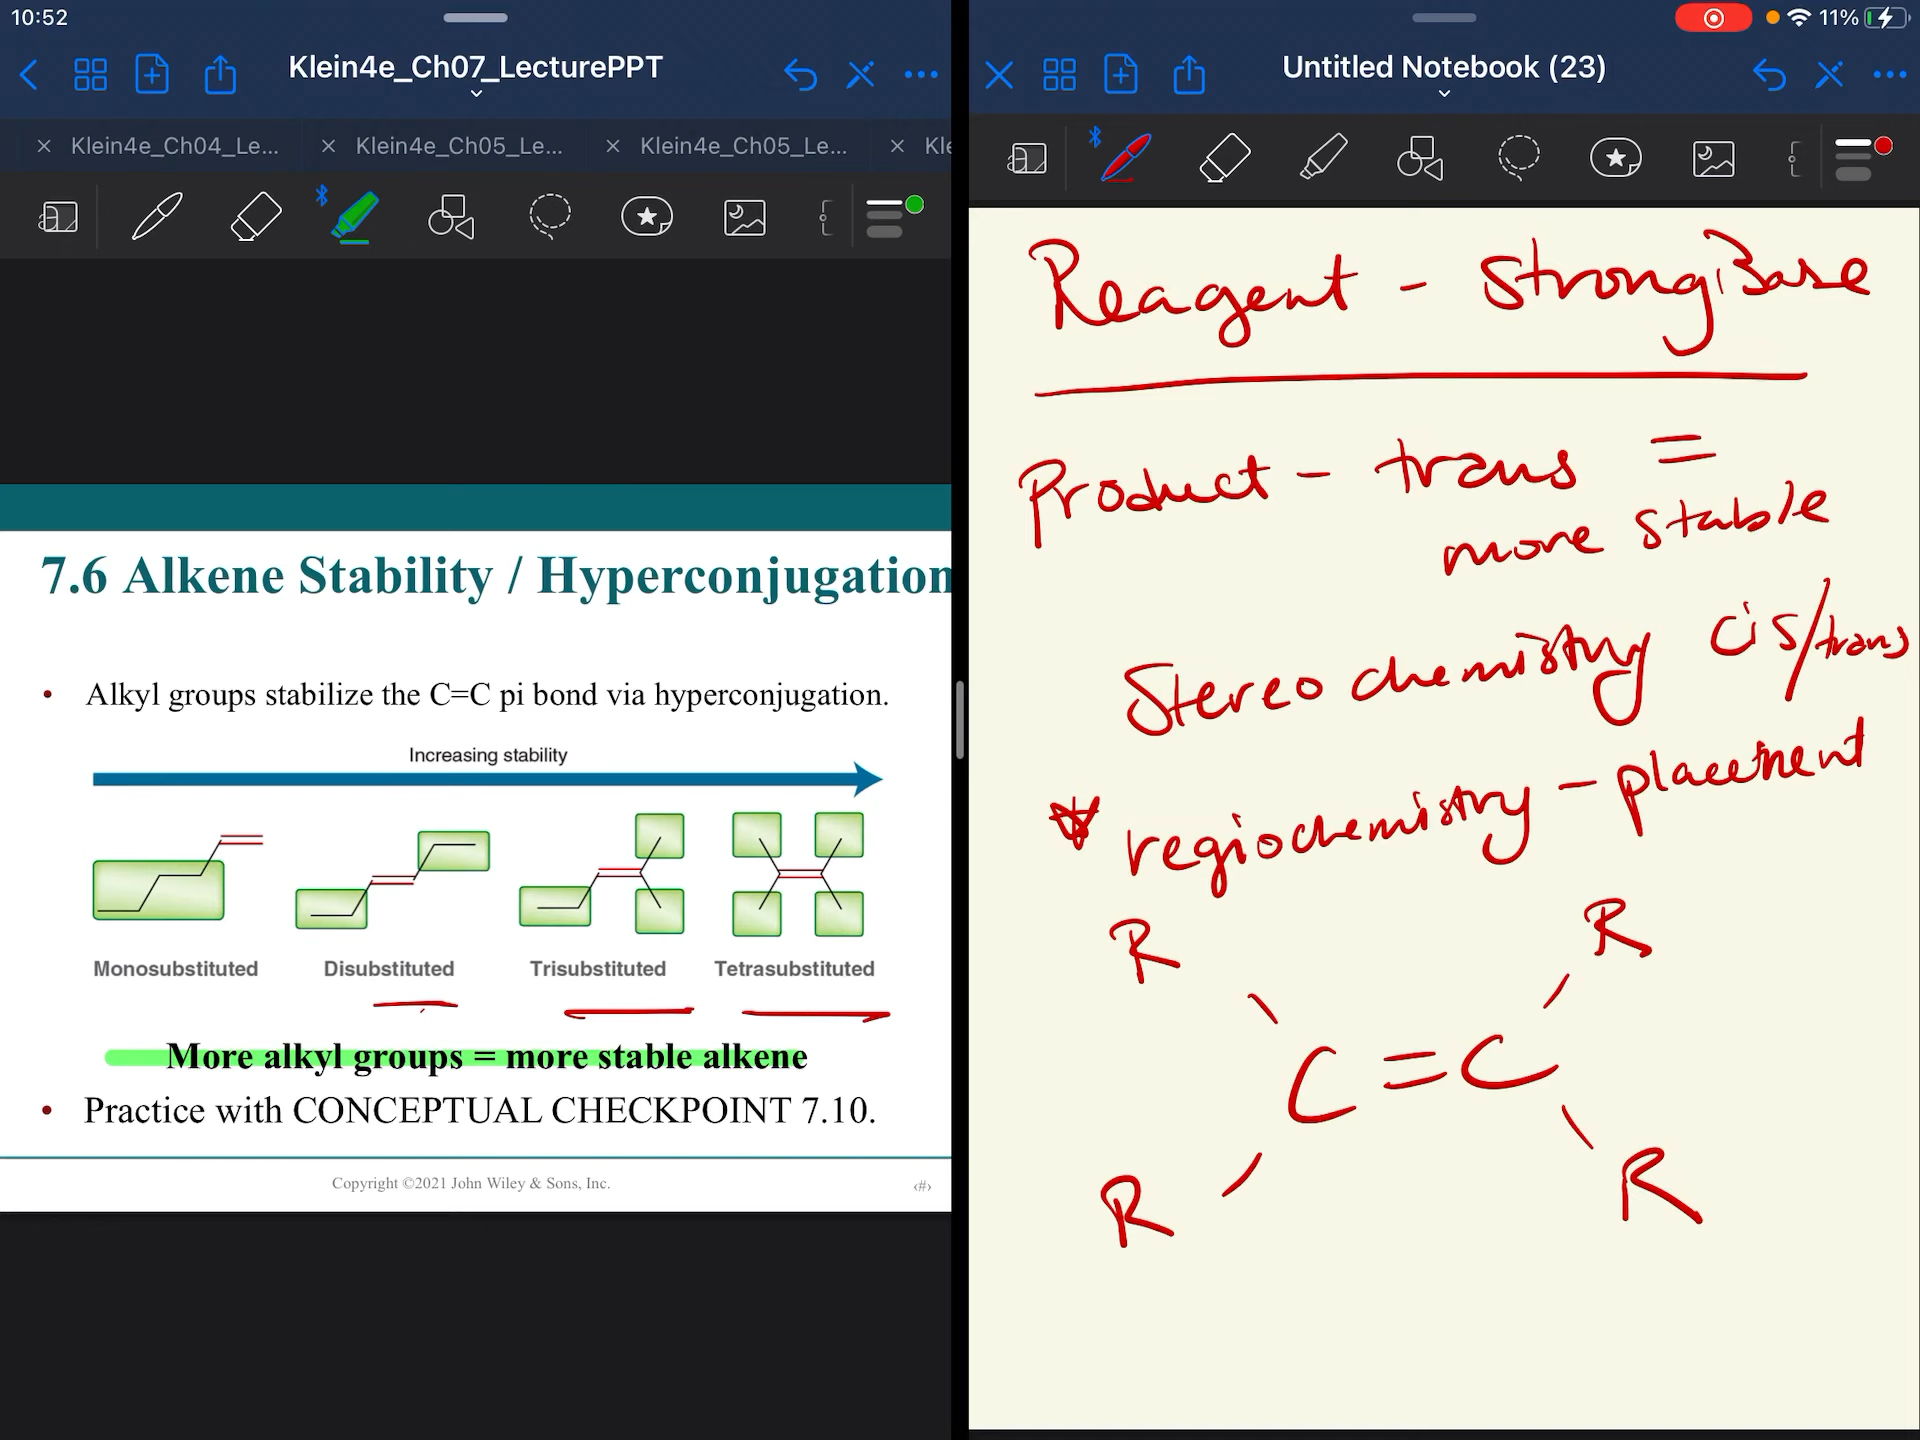 10:52
Klein4e_Ch07_LecturePPT
Klein4e_Ch04_Le...
Klein4e_Ch05_Le...
Klein4e_Ch05_Le...
Kle
7.6 Alkene Stability / Hyperconjugation
• Alkyl groups stabilize the C=C pi bond via hyperconjugation.
Increasing stability
Monosubstituted
Disubstituted
Trisubstituted
Tetrasubstituted
More alkyl groups = more stable alkene
• Practice with CONCEPTUAL CHECKPOINT 7.10.
Copyright ©2021 John Wiley & Sons, Inc.
‹#›
11%
Untitled Notebook (23)
Reagent - Strong Base
Product - trans =
more stable
Stereochemistry cis/trans
regiochemistry - placement
R R
C=C
R R